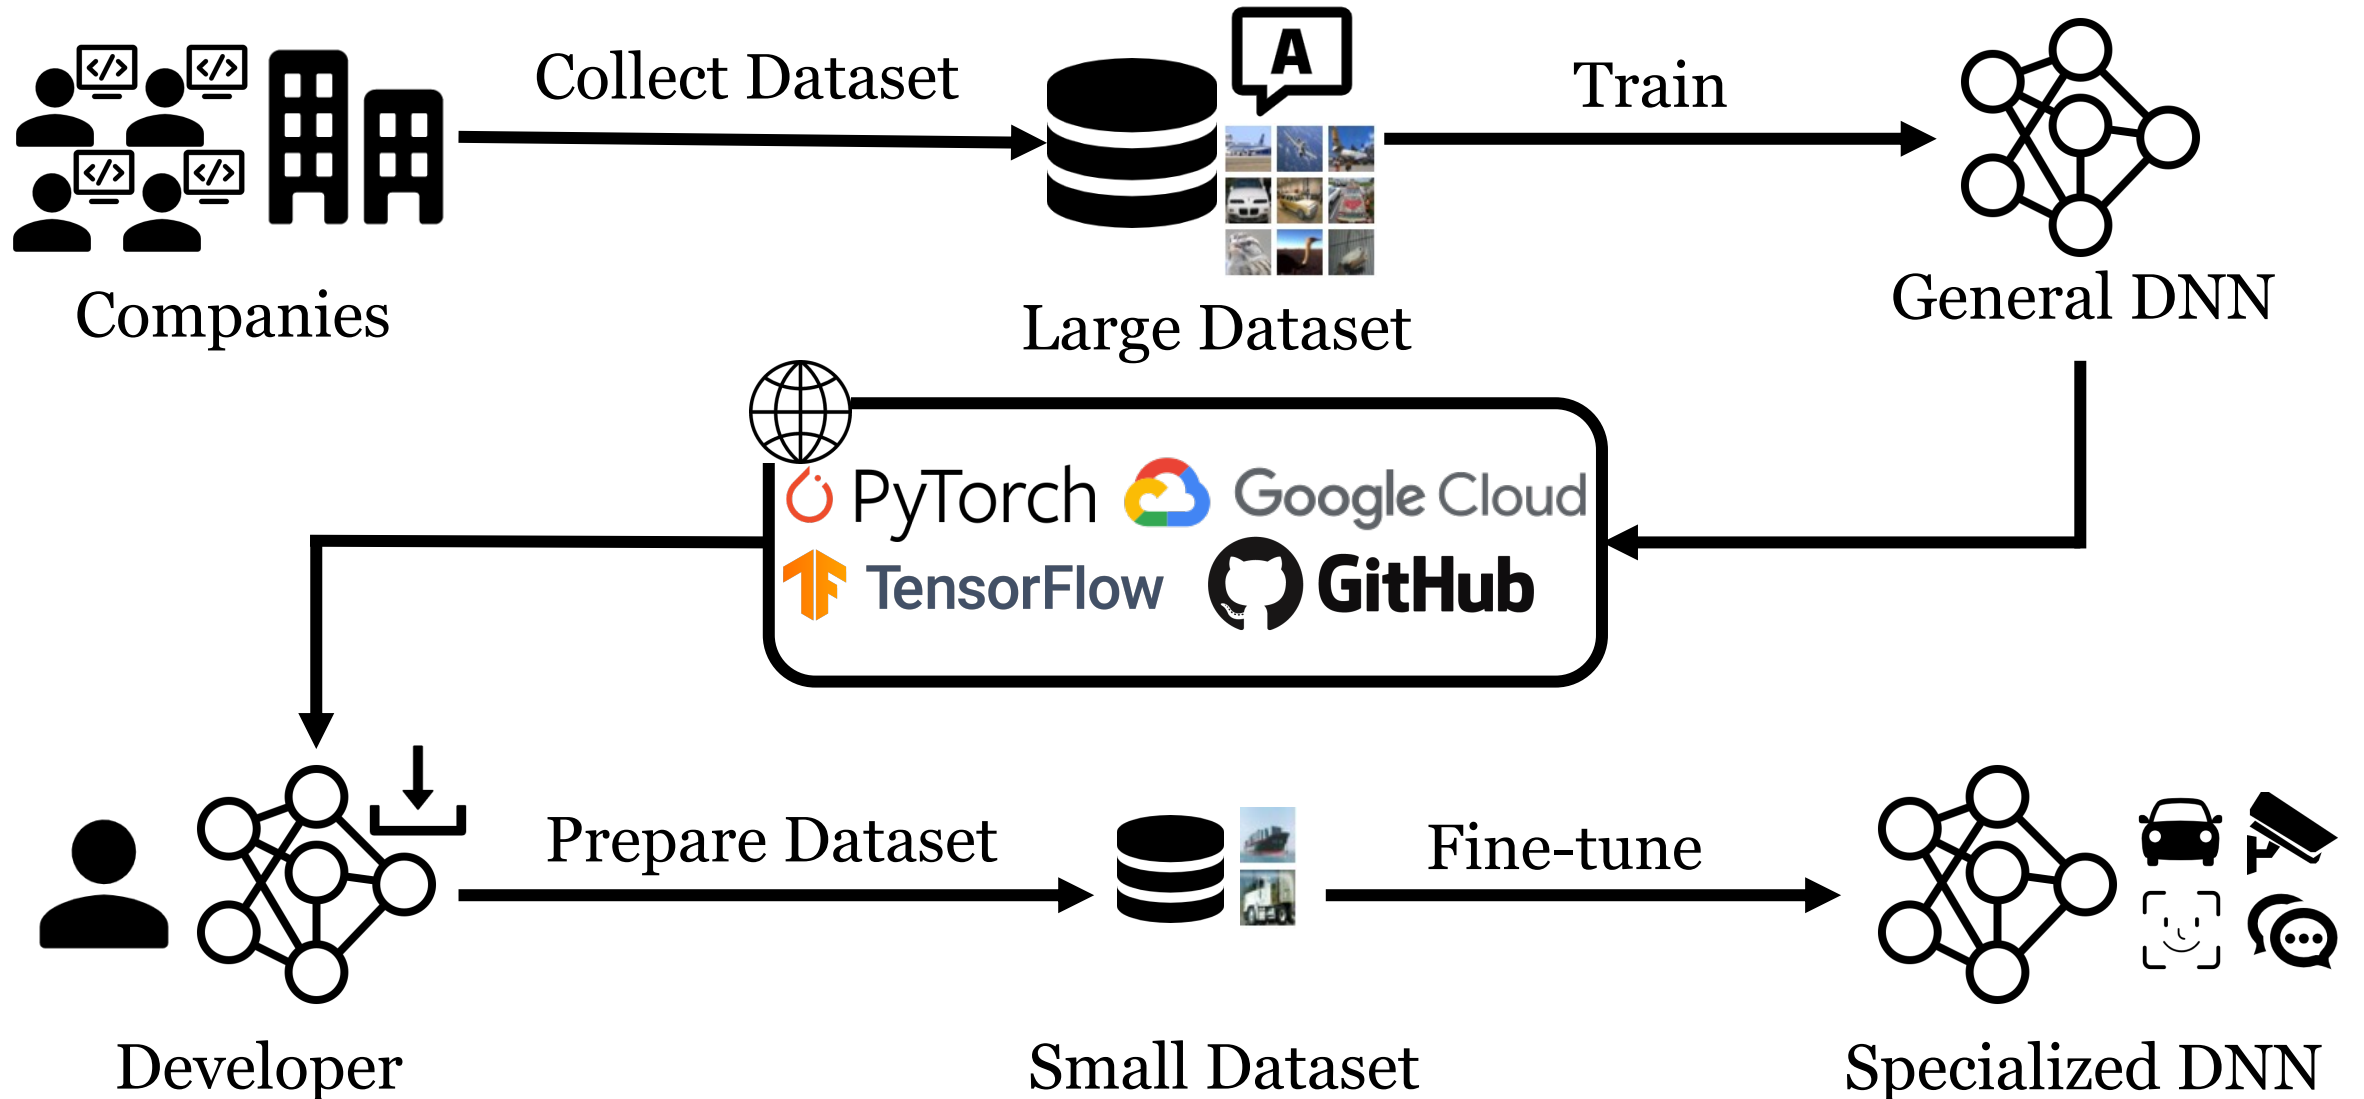 </>
</>
</>
</>
Companies
Collect Dataset
A
Large Dataset
Train
General DNN
PyTorch
Google Cloud
TensorFlow
GitHub
Developer
Prepare Dataset
Small Dataset
Fine-tune
Specialized DNN